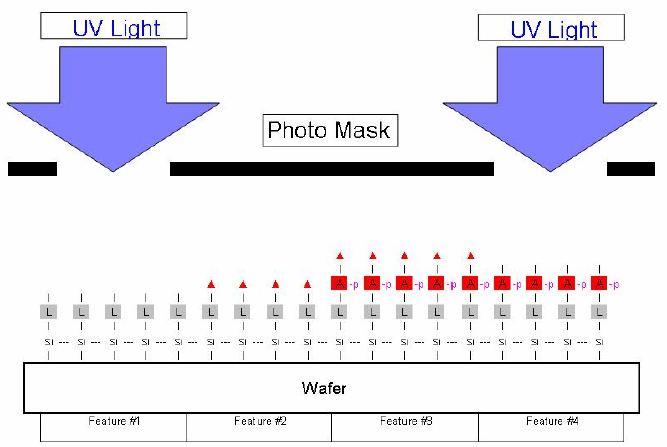 UV Light
UV Light
Photo Mask
A -p A -p A -p A -p A -p A -p A -p A -p A -p
L L L L L L L L L L L L L L L L L L
Si --- Si --- Si --- Si --- Si --- Si --- Si --- Si --- Si --- Si --- Si --- Si --- Si --- Si --- Si --- Si --- Si --- Si
Wafer
Feature #1 Feature #2 Feature #3 Feature #4